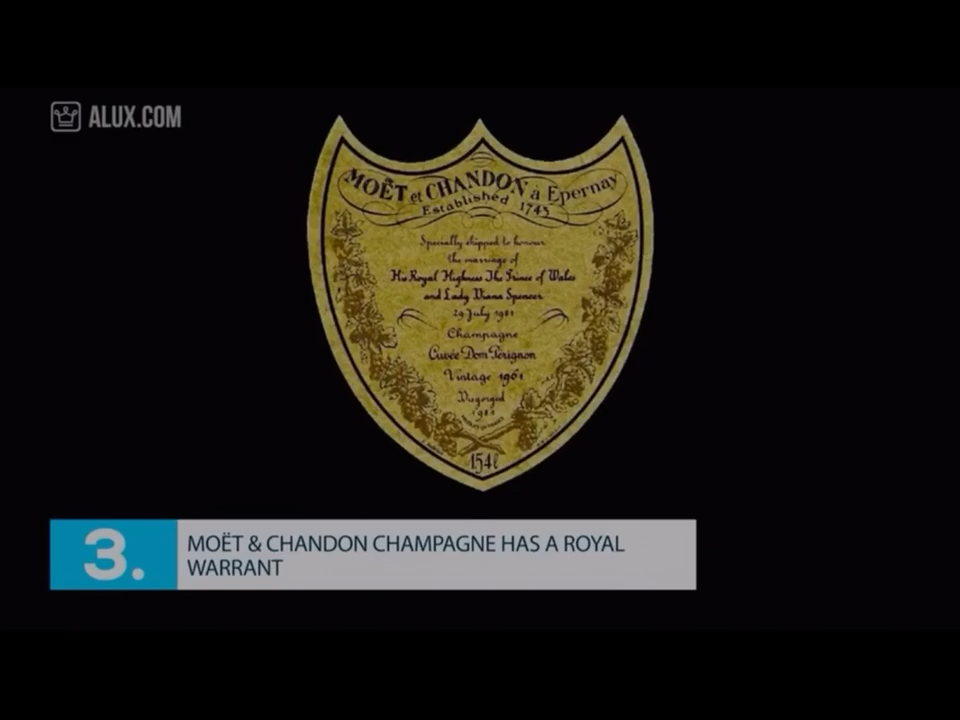 ALUX.COM
MOËT et CHANDON à Epernay
Established 1743
Specially shipped to honour
the marriage of
His Royal Highness The Prince of Wales
and Lady Diana Spencer
29 July 1981
Champagne
Cuvée Dom Pérignon
Vintage 1961
Disgorged
1981
154
3.
MOËT & CHANDON CHAMPAGNE HAS A ROYAL
WARRANT